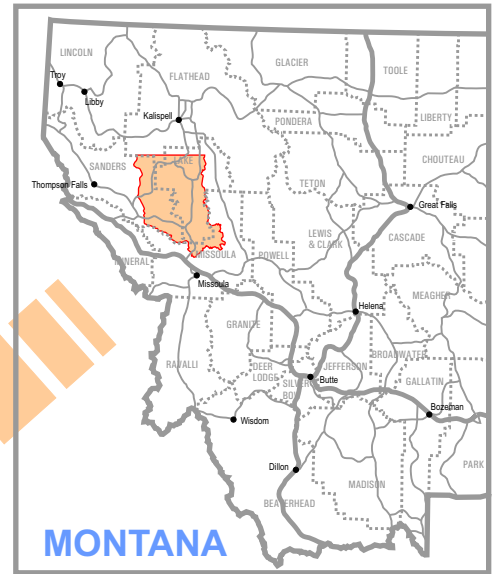 LINCOLN
GLACIER
TOOLE
Troy
FLATHEAD
Libby
Kalispell
PONDERA
LIBERTY
CHOUTEAU
SANDERS
LAKE
TETON
Thompson Falls
Great Falls
LEWIS
& CLARK
CASCADE
MINERAL
MISSOULA
POWELL
Missoula
MEAGHER
Helena
GRANITE
BROADWATER
RAVALLI
DEER
LODGE
JEFFERSON
SILVER
BOW
Butte
GALLATIN
Bozeman
Wisdom
PARK
Dillon
MADISON
BEAVERHEAD
MONTANA